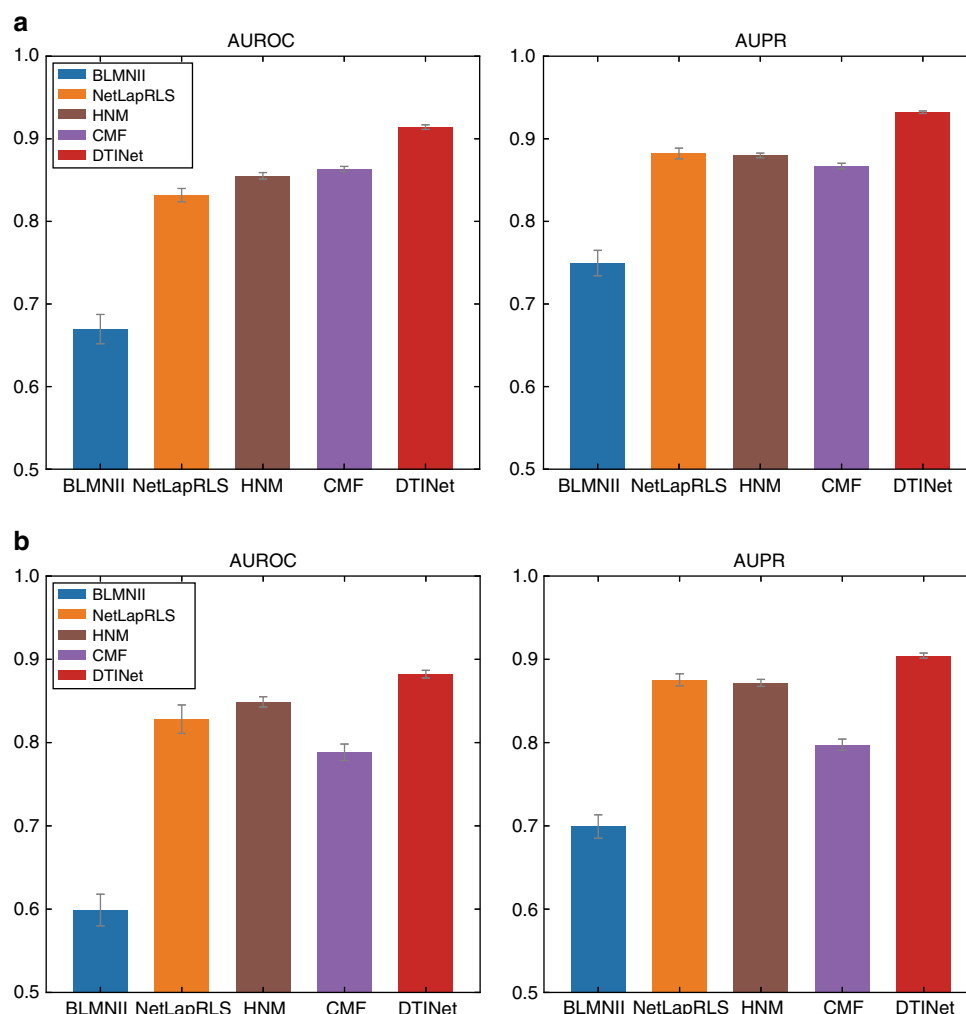 a
AUROC
AUPR
1.0
0.9
0.8
0.7
0.6
0.5
BLMNII
NetLapRLS
HNM
CMF
DTINet
BLMNII NetLapRLS HNM CMF DTINet
1.0
0.9
0.8
0.7
0.6
0.5
BLMNII NetLapRLS HNM CMF DTINet
b
AUROC
AUPR
1.0
0.9
0.8
0.7
0.6
0.5
BLMNII
NetLapRLS
HNM
CMF
DTINet
BLMNII NetLapRLS HNM CMF DTINet
1.0
0.9
0.8
0.7
0.6
0.5
BLMNII NetLapRLS HNM CMF DTINet